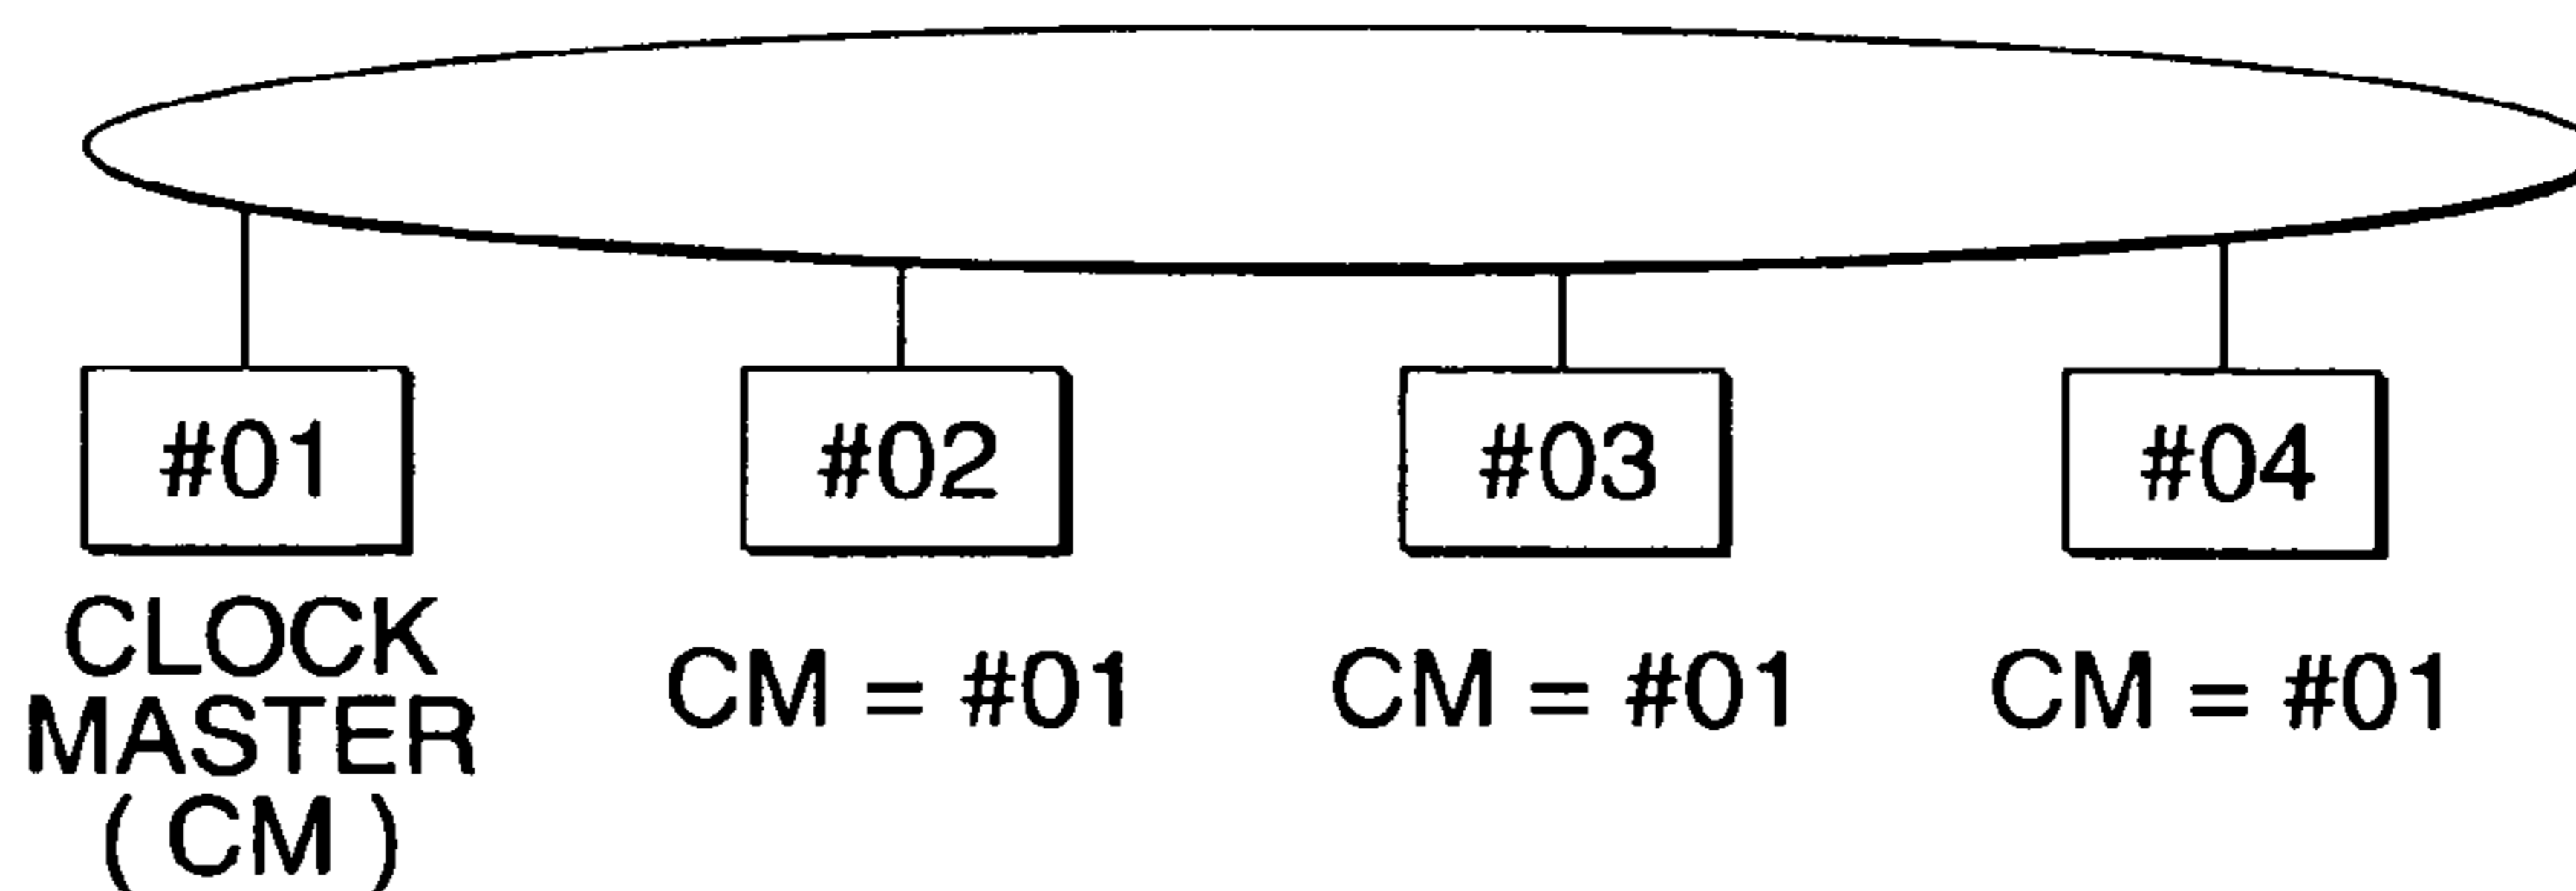 #01 #02 #03 #04
CLOCK
MASTER
( CM )
CM = #01 CM = #01 CM = #01